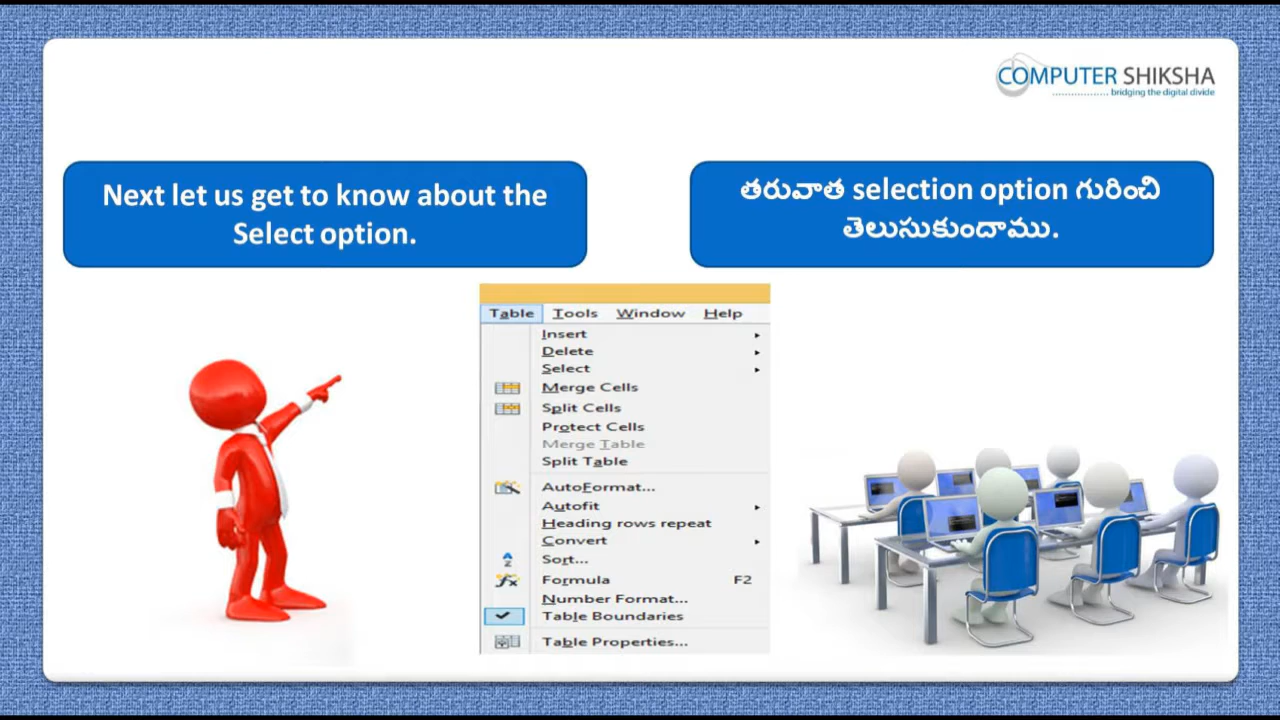 COMPUTER SHIKSHA
.................. bridging the digital divide
Next let us get to know about the
Select option.
తరువాత selection option గురించి
తెలుసుకుందాము.
Table Tools Window Help
Insert
Delete
Select
Merge Cells
Split Cells
Protect Cells
Merge Table
Split Table
AutoFormat...
Autofit
Heading rows repeat
Convert
Sort...
Formula F2
Number Format...
Table Boundaries
Table Properties...